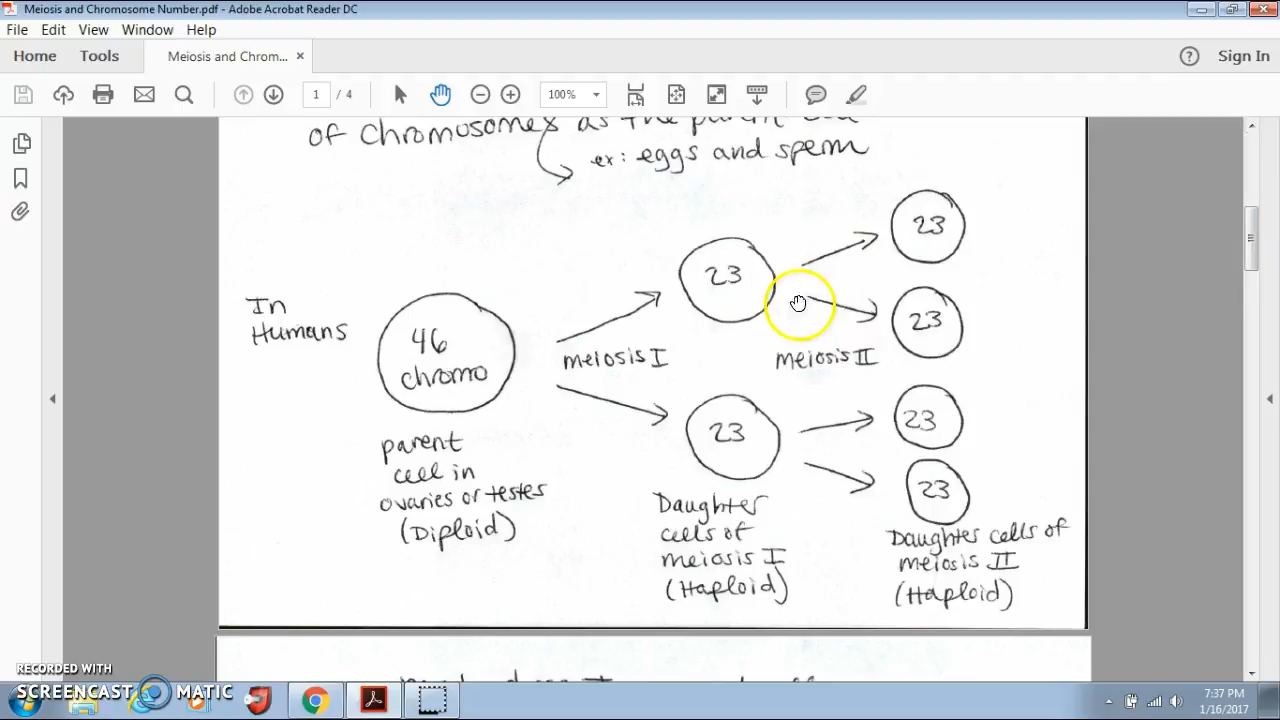 Meiosis and Chromosome Number.pdf - Adobe Acrobat Reader DC
File Edit View Window Help
Home Tools Meiosis and Chrom... × ? Sign In
1 / 4 100%
of chromosomes as the parent
ex: eggs and sperm
In
Humans
46
chromo
parent
cell in
ovaries or testes
(Diploid)
meiosis I
23
23
Daughter
cells of
meiosis I
(Haploid)
meiosis II
23
23
23
23
Daughter cells of
meiosis II
(Haploid)
RECORDED WITH
SCREENCAST MATIC
7:37 PM
1/16/2017